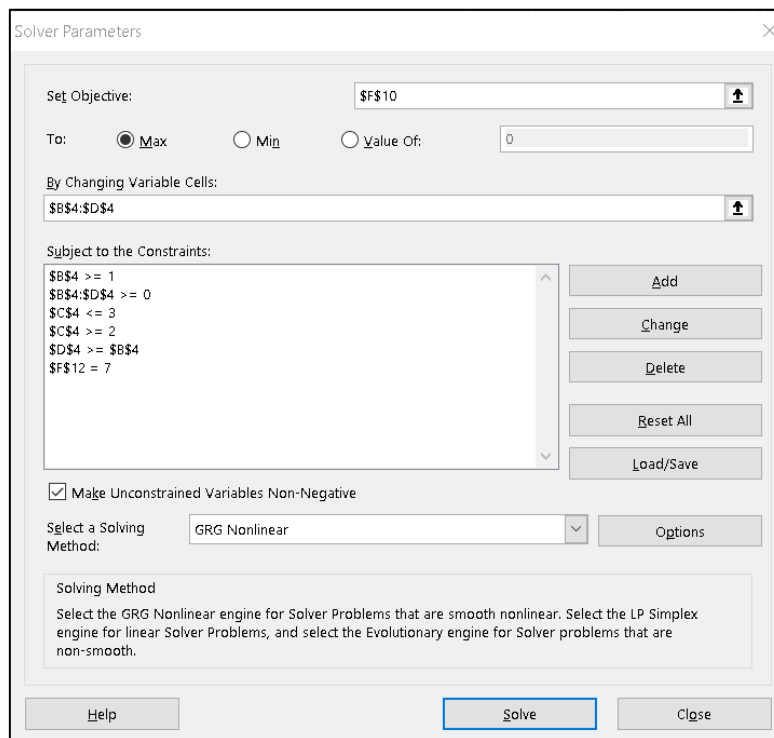 Solver Parameters
Set Objective: $F$10
To: Max Min Value Of: 0
By Changing Variable Cells:
$B$4:$D$4
Subject to the Constraints:
$B$4 >= 1
$B$4:$D$4 >= 0
$C$4 <= 3
$C$4 >= 2
$D$4 >= $B$4
$F$12 = 7
Add
Change
Delete
Reset All
Load/Save
Make Unconstrained Variables Non-Negative
Select a Solving Method: GRG Nonlinear Options
Solving Method
Select the GRG Nonlinear engine for Solver Problems that are smooth nonlinear. Select the LP Simplex
engine for linear Solver Problems, and select the Evolutionary engine for Solver problems that are
non-smooth.
Help Solve Close